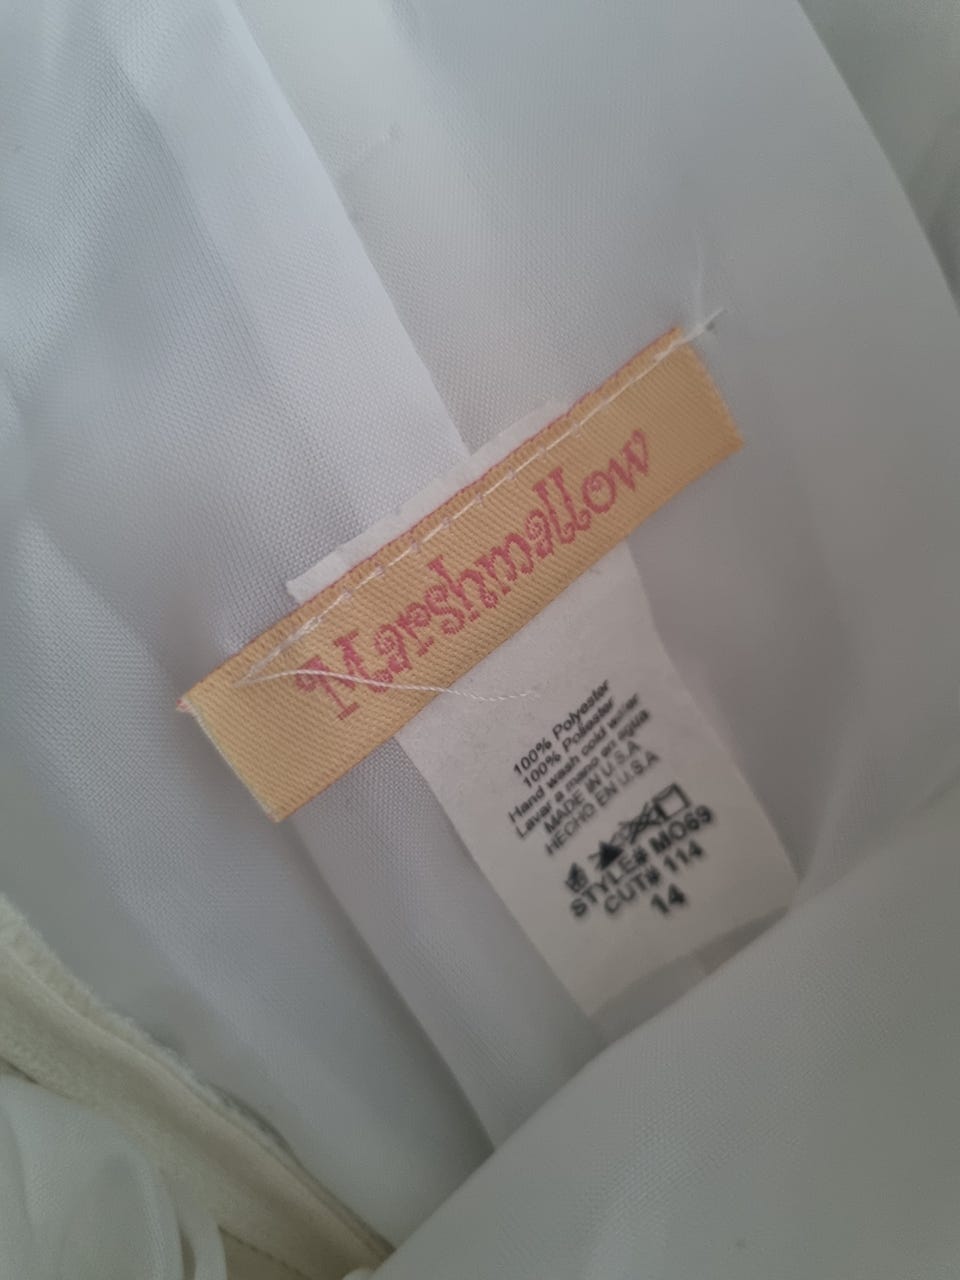 Marshmellow
100% Polyester
100% Poliester
Hand wash cold water
Lavar a mano en agua
MADE IN U.S.A
HECHO EN U.S.A
STYLE# MO69
CUT# 114
14